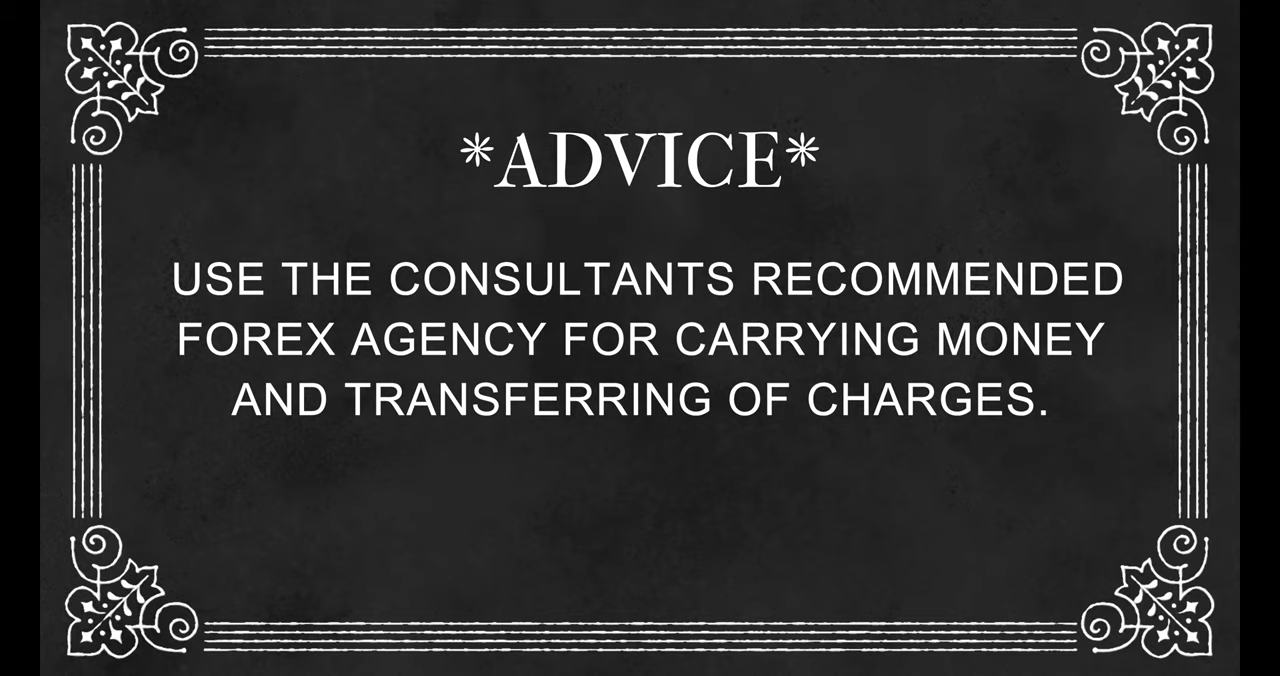 *ADVICE*
USE THE CONSULTANTS RECOMMENDED
FOREX AGENCY FOR CARRYING MONEY
AND TRANSFERRING OF CHARGES.